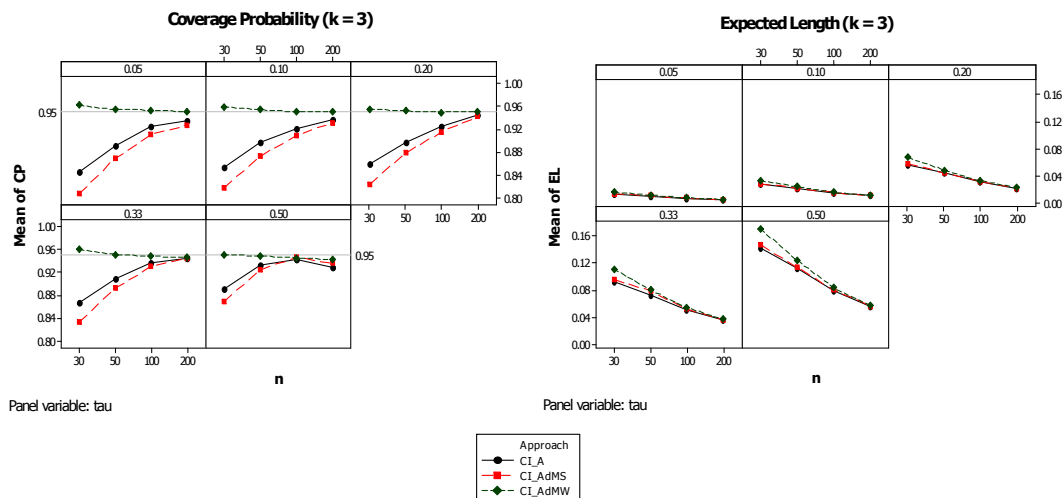 Coverage Probability (k = 3)
30 50 100 200
0.05 0.10 0.20
1.00
0.96
0.92
0.88
0.84
0.80
0.95
Mean of CP
0.33 0.50
1.00
0.96
0.92
0.88
0.84
0.80
0.95
30 50 100 200
30 50 100 200
n
Panel variable: tau
Expected Length (k = 3)
30 50 100 200
0.05 0.10 0.20
0.16
0.12
0.08
0.04
0.00
Mean of EL
0.33 0.50
0.16
0.12
0.08
0.04
0.00
30 50 100 200
30 50 100 200
n
Panel variable: tau
Approach
CI_A
CI_AdMS
CI_AdMW